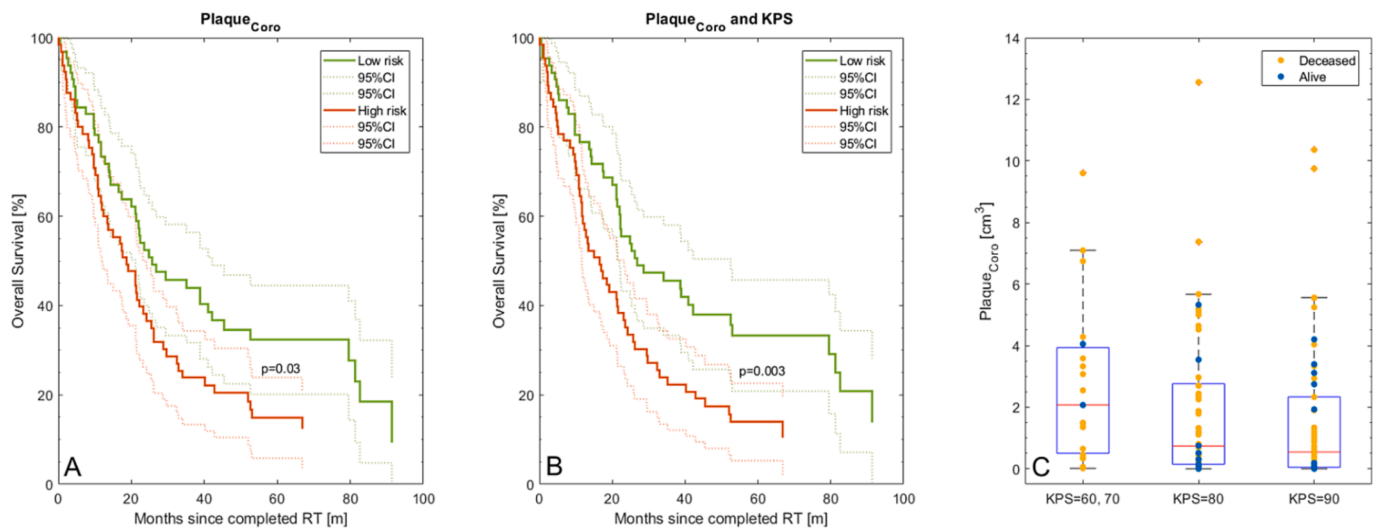 Plaque_Coro
Overall Survival [%]
100
80
60
40
20
0
Low risk
95%CI
95%CI
High risk
95%CI
95%CI
p=0.03
A
0 20 40 60 80 100
Months since completed RT [m]
Plaque_Coro and KPS
Overall Survival [%]
100
80
60
40
20
0
Low risk
95%CI
95%CI
High risk
95%CI
95%CI
p=0.003
B
0 20 40 60 80 100
Months since completed RT [m]
Plaque_Coro [cm³]
14
12
10
8
6
4
2
0
Deceased
Alive
C
KPS=60, 70 KPS=80 KPS=90